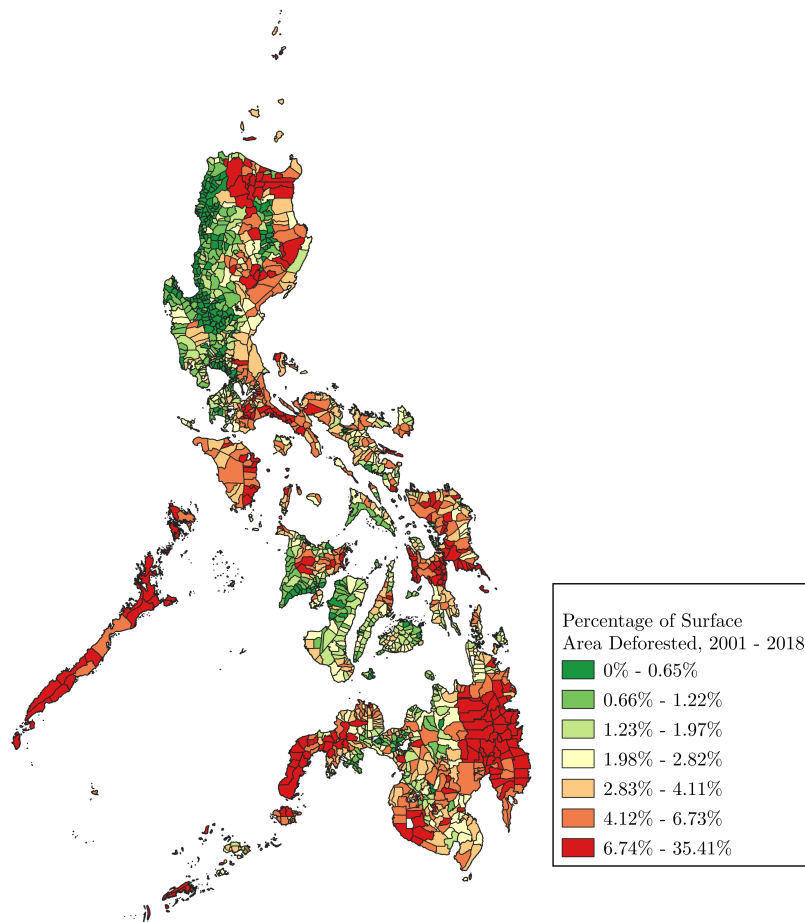 Percentage of Surface
Area Deforested, 2001 - 2018
0% - 0.65%
0.66% - 1.22%
1.23% - 1.97%
1.98% - 2.82%
2.83% - 4.11%
4.12% - 6.73%
6.74% - 35.41%